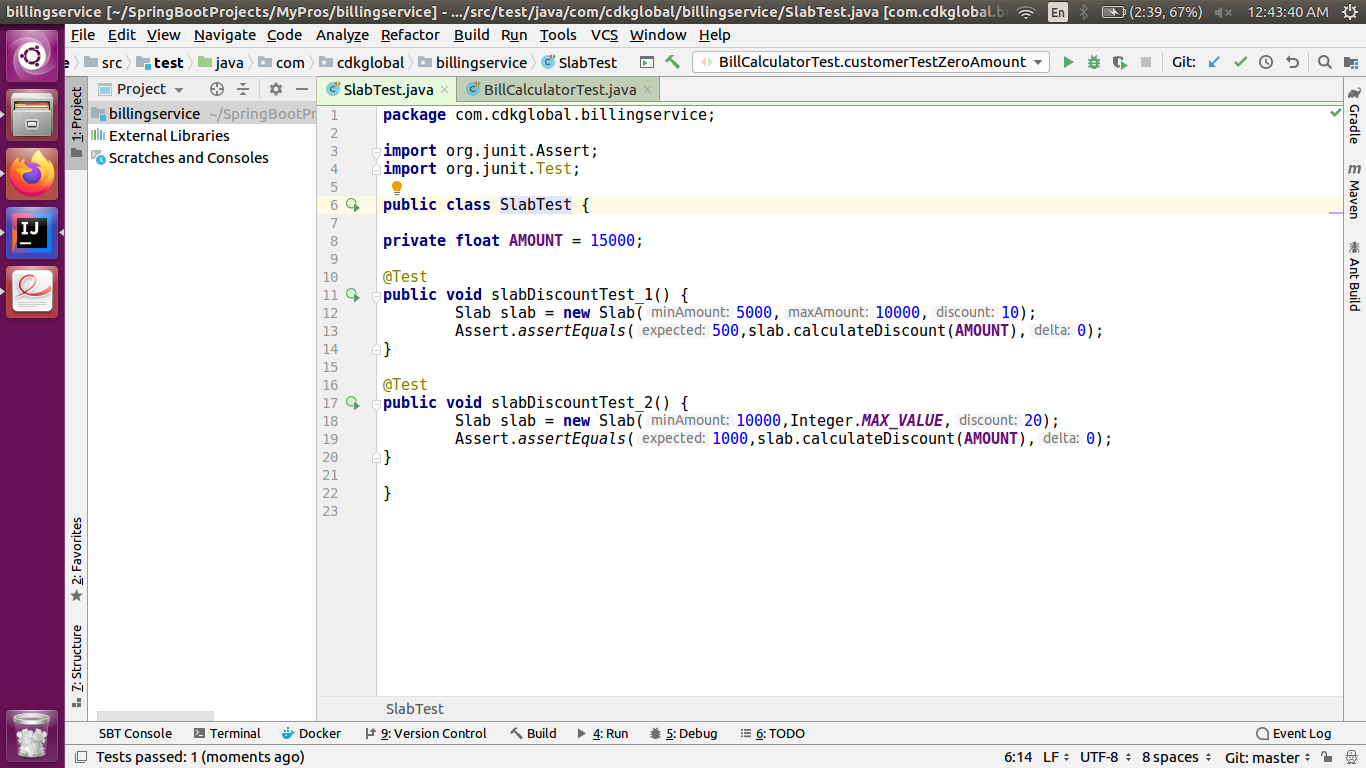 billingservice [~/SpringBootProjects/MyPros/billingservice] - .../src/test/java/com/cdkglobal/billingservice/SlabTest.java [com.cdkglobal.b En (2:39, 67%) 12:43:40 AM
File Edit View Navigate Code Analyze Refactor Build Run Tools VCS Window Help
src test java com cdkglobal billingservice SlabTest BillCalculatorTest.customerTestZeroAmount Git:
Project SlabTest.java BillCalculatorTest.java
1: Project
billingservice ~/SpringBootPr
External Libraries
Scratches and Consoles
2: Favorites
7: Structure
1 package com.cdkglobal.billingservice;
2
3 import org.junit.Assert;
4 import org.junit.Test;
5
6 public class SlabTest {
7
8 private float AMOUNT = 15000;
9
10 @Test
11 public void slabDiscountTest_1() {
12 Slab slab = new Slab( minAmount: 5000, maxAmount: 10000, discount: 10);
13 Assert.assertEquals( expected: 500,slab.calculateDiscount(AMOUNT), delta: 0);
14 }
15
16 @Test
17 public void slabDiscountTest_2() {
18 Slab slab = new Slab( minAmount: 10000,Integer.MAX_VALUE, discount: 20);
19 Assert.assertEquals( expected: 1000,slab.calculateDiscount(AMOUNT), delta: 0);
20 }
21
22 }
23
Gradle
Maven
Ant Build
SlabTest
SBT Console Terminal Docker 9: Version Control Build 4: Run 5: Debug 6: TODO Event Log
Tests passed: 1 (moments ago) 6:14 LF UTF-8 8 spaces Git: master